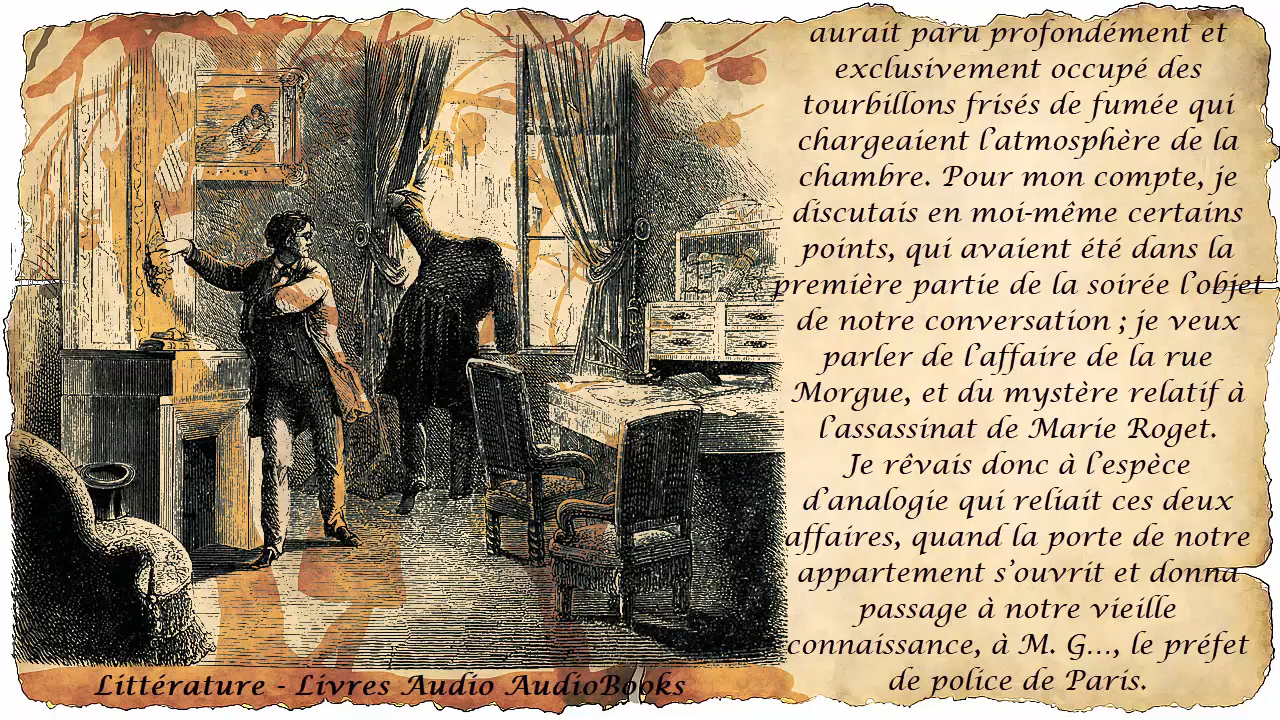 aurait paru profondément et
exclusivement occupé des
tourbillons frisés de fumée qui
chargeaient l'atmosphère de la
chambre. Pour mon compte, je
discutais en moi-même certains
points, qui avaient été dans la
première partie de la soirée l'objet
de notre conversation ; je veux
parler de l'affaire de la rue
Morgue, et du mystère relatif à
l'assassinat de Marie Roget.
Je rêvais donc à l'espèce
d'analogie qui reliait ces deux
affaires, quand la porte de notre
appartement s'ouvrit et donna
passage à notre vieille
connaissance, à M. G…, le préfet
de police de Paris.
Littérature - Livres Audio AudioBooks